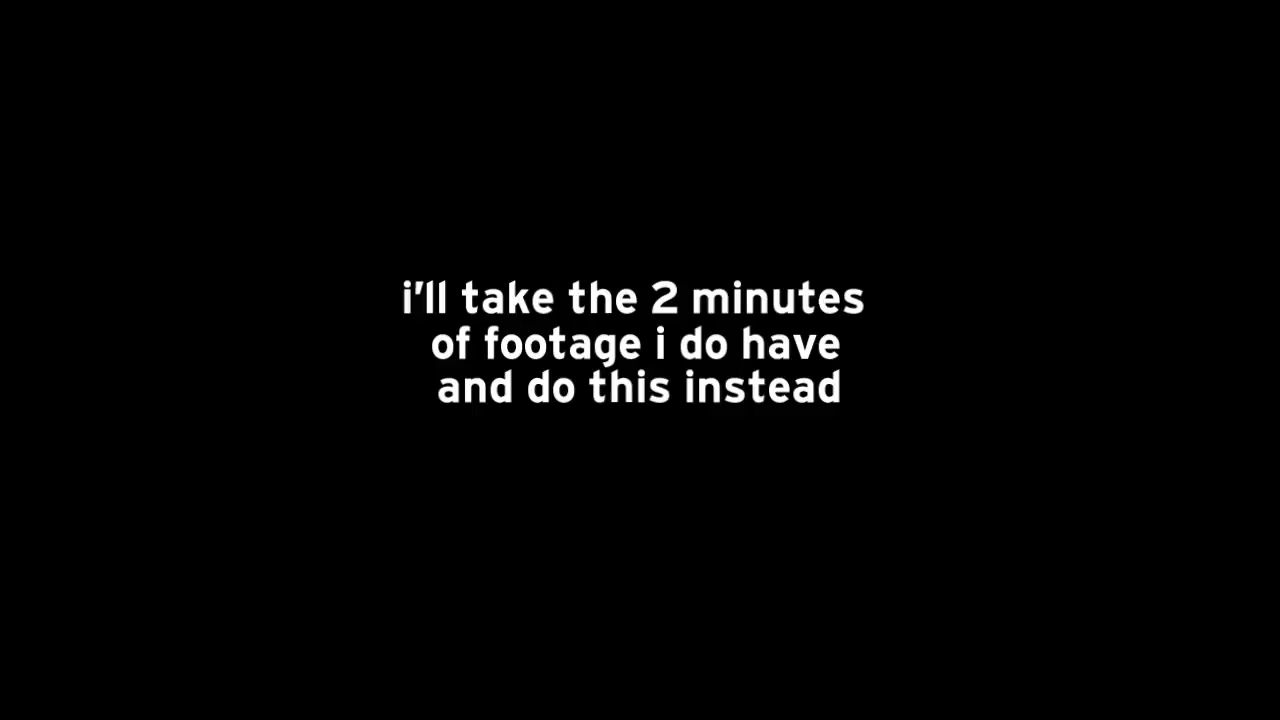 i'll take the 2 minutes
of footage i do have
and do this instead